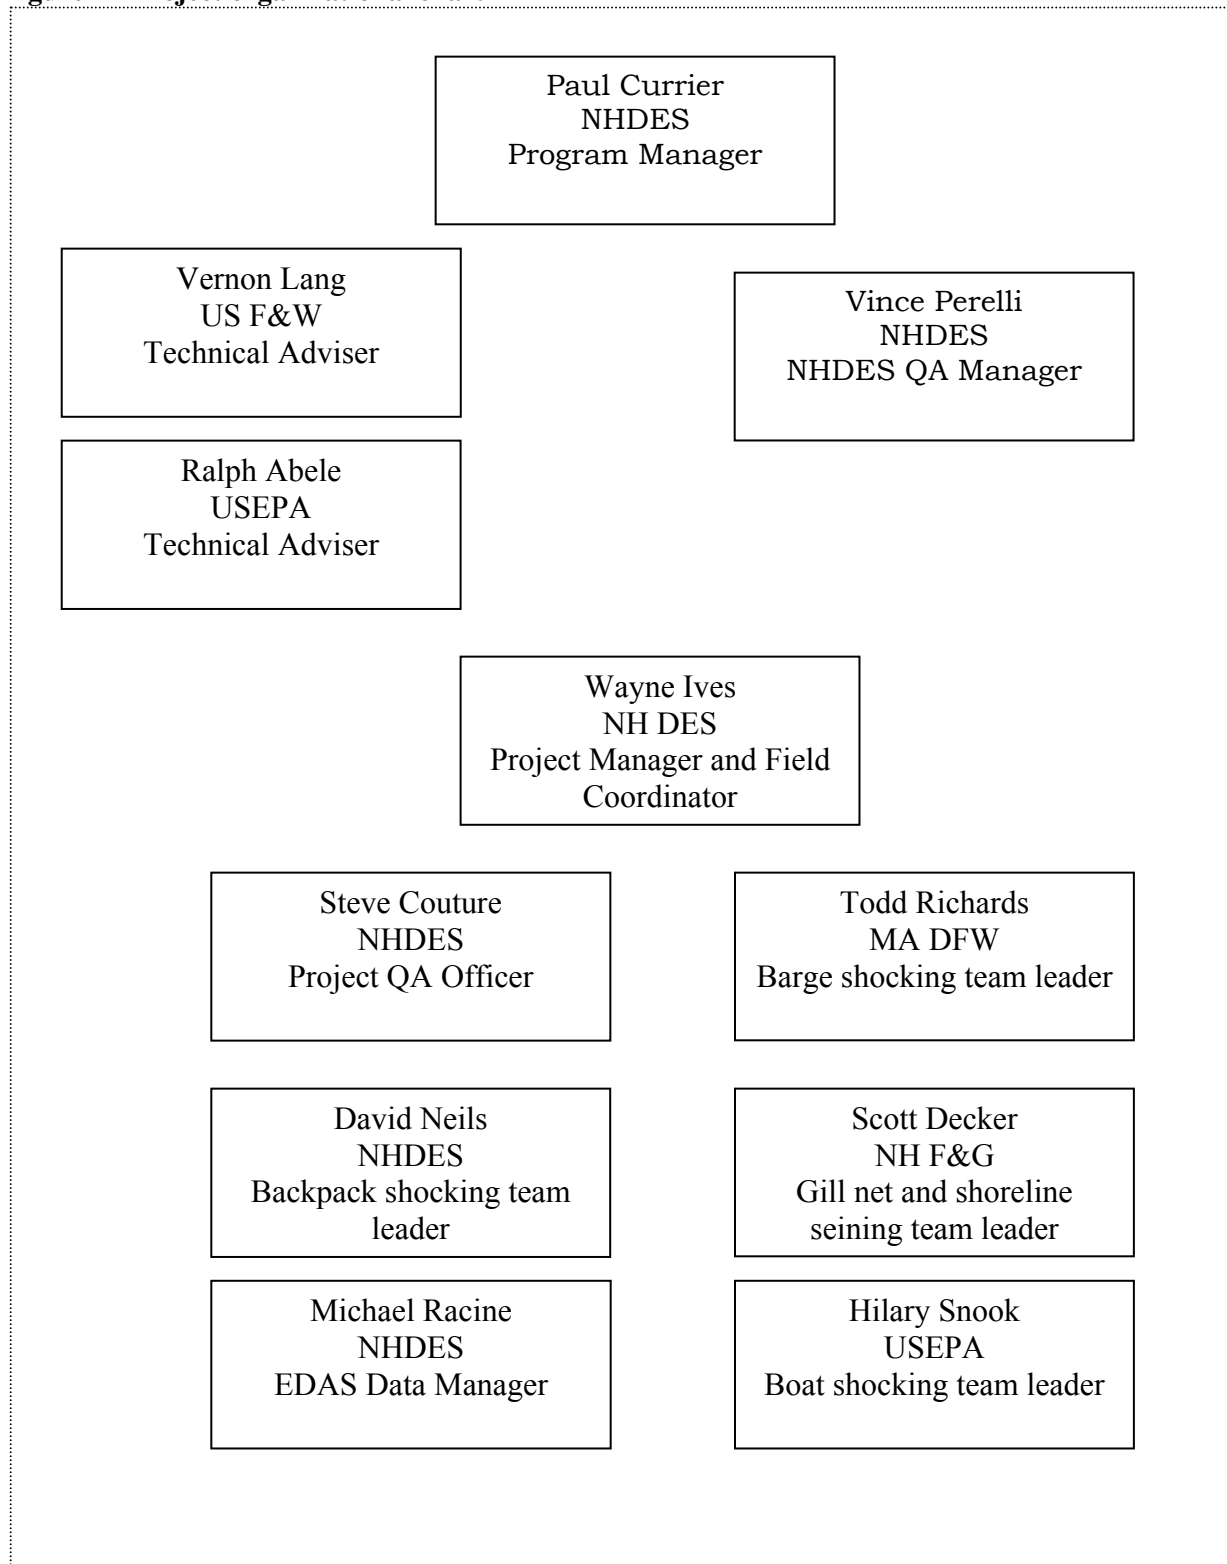 Paul Currier
NHDES
Program Manager
Vernon Lang
US F&W
Technical Adviser
Vince Perelli
NHDES
NHDES QA Manager
Ralph Abele
USEPA
Technical Adviser
Wayne Ives
NH DES
Project Manager and Field
Coordinator
Steve Couture
NHDES
Project QA Officer
Todd Richards
MA DFW
Barge shocking team leader
David Neils
NHDES
Backpack shocking team
leader
Scott Decker
NH F&G
Gill net and shoreline
seining team leader
Michael Racine
NHDES
EDAS Data Manager
Hilary Snook
USEPA
Boat shocking team leader